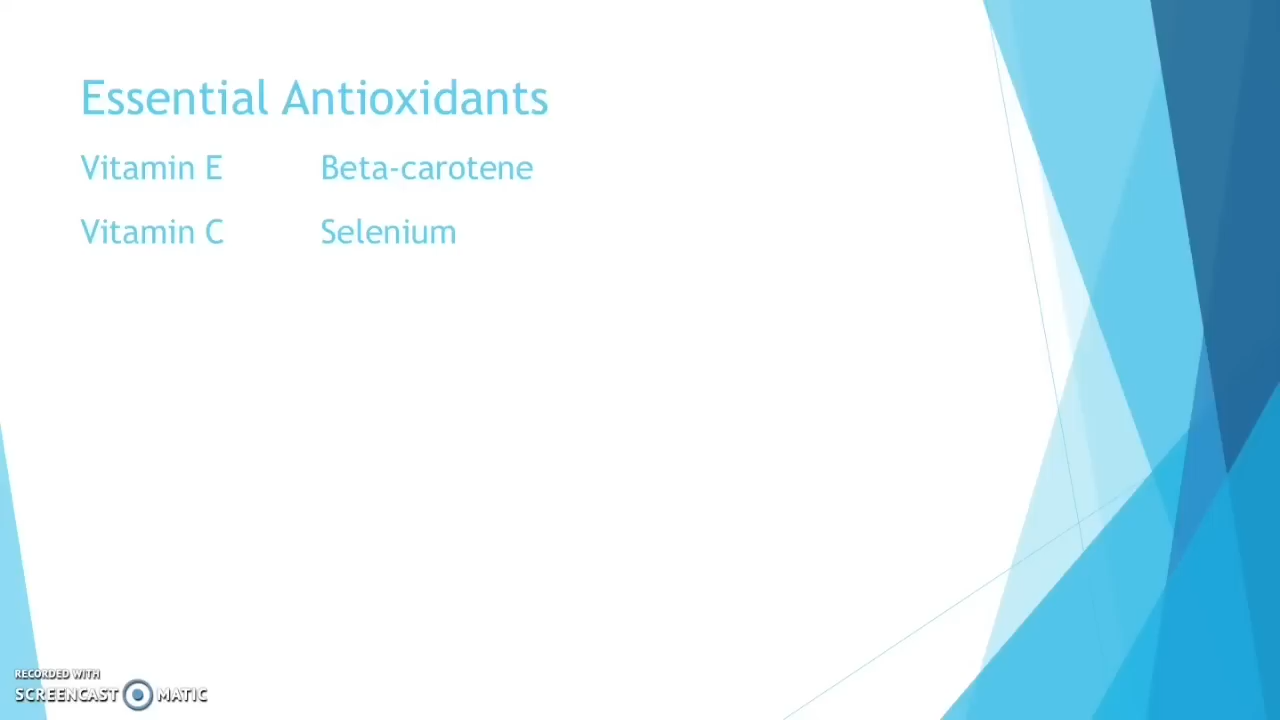 Essential Antioxidants
Vitamin E Beta-carotene
Vitamin C Selenium
RECORDED WITH
SCREENCAST MATIC